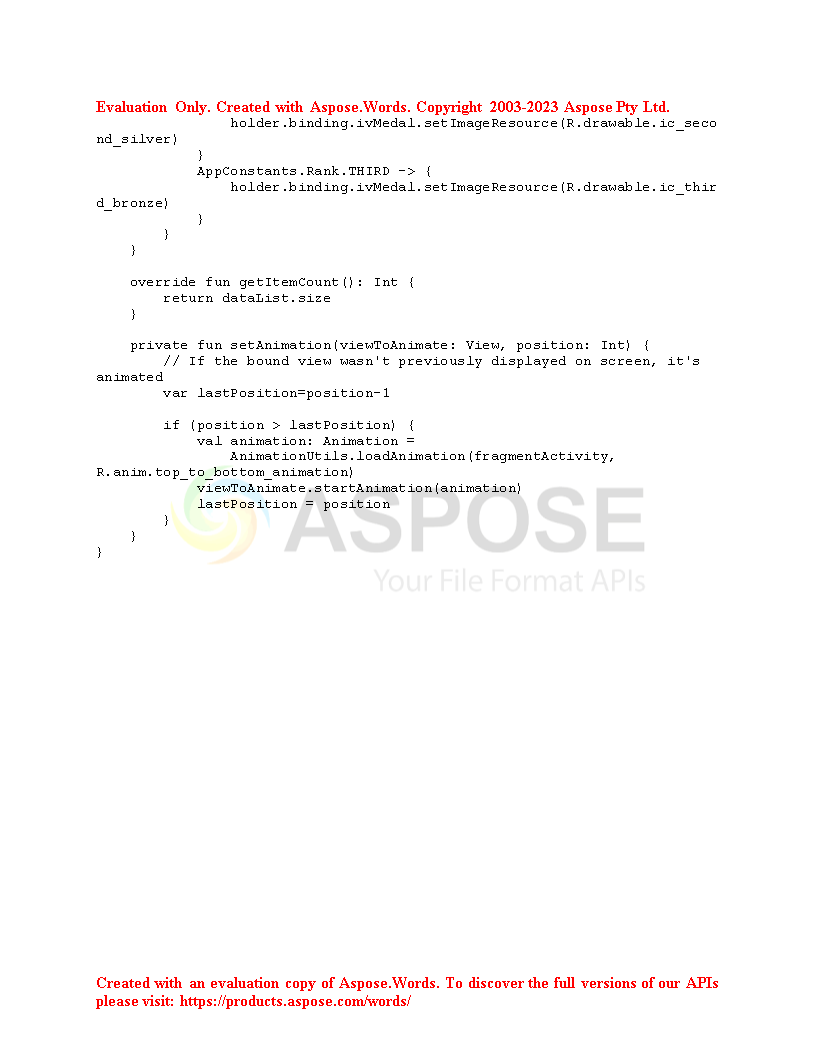 Evaluation Only. Created with Aspose.Words. Copyright 2003-2023 Aspose Pty Ltd.
                holder.binding.ivMedal.setImageResource(R.drawable.ic_seco
nd_silver)
            }
            AppConstants.Rank.THIRD -> {
                holder.binding.ivMedal.setImageResource(R.drawable.ic_thir
d_bronze)
            }
        }
    }

    override fun getItemCount(): Int {
        return dataList.size
    }

    private fun setAnimation(viewToAnimate: View, position: Int) {
        // If the bound view wasn't previously displayed on screen, it's
animated
        var lastPosition=position-1

        if (position > lastPosition) {
            val animation: Animation =
                AnimationUtils.loadAnimation(fragmentActivity,
R.anim.top_to_bottom_animation)
            viewToAnimate.startAnimation(animation)
            lastPosition = position
        }
    }
}
ASPOSE
Your File Format APIs
Created with an evaluation copy of Aspose.Words. To discover the full versions of our APIs
please visit: https://products.aspose.com/words/